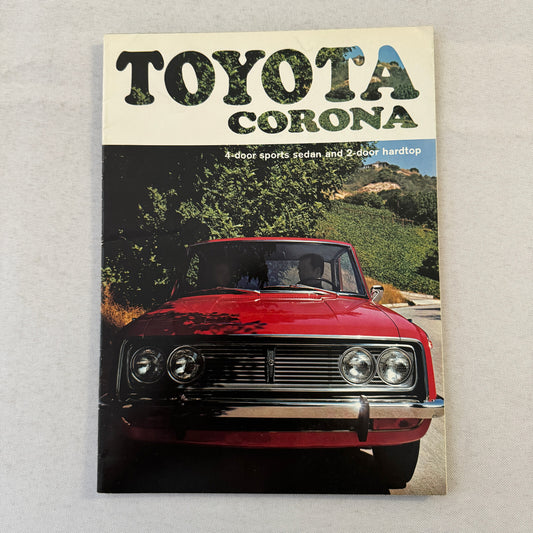 TOYOTA
CORONA
4-door sports sedan and 2-door hardtop